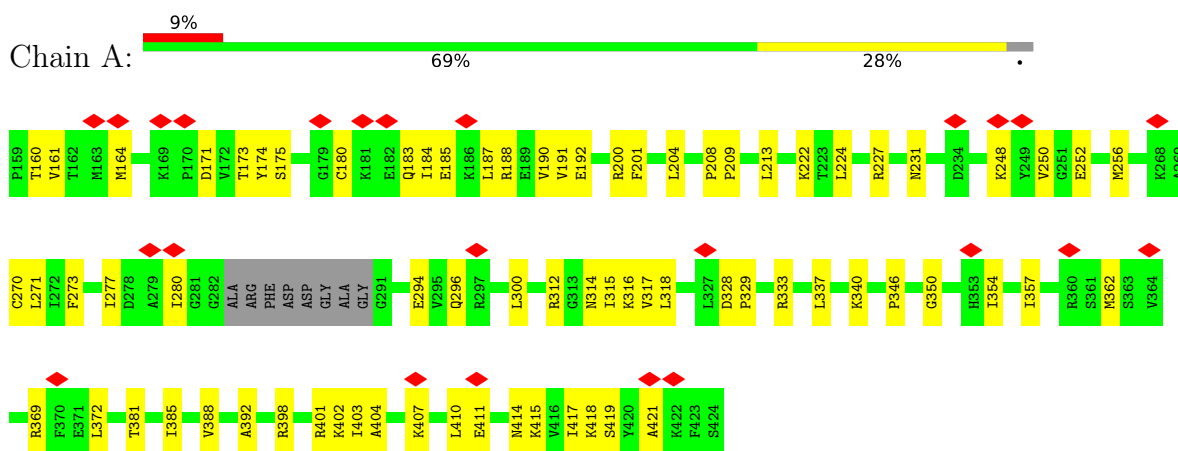 9%
Chain A:
69% 28% •
P159 T160 V161 T162 M163 M164 K169 P170 D171 V172 T173 Y174 S175 G179 C180 K181 E182 Q183 I184 E185 K186 L187 R188 E189 V190 V191 E192 R200 F201 L204 P208 P209 L213 K222 T223 L224 R227 N231 D234 K248 Y249 V250 G251 E252 M256 K268 A269
C270 L271 I272 F273 I277 D278 A279 I280 G281 G282 ALA ARG PHE ASP ASP GLY ALA GLY G291 E294 V295 Q296 R297 L300 R312 G313 N314 I315 K316 V317 L318 L327 D328 P329 R333 L337 K340 P346 G350 H353 I354 I357 R360 S361 M362 S363 V364
R369 F370 E371 L372 T381 I385 V388 A392 R398 R401 K402 I403 A404 K407 L410 E411 N414 K415 V416 I417 K418 S419 Y420 A421 K422 F423 S424